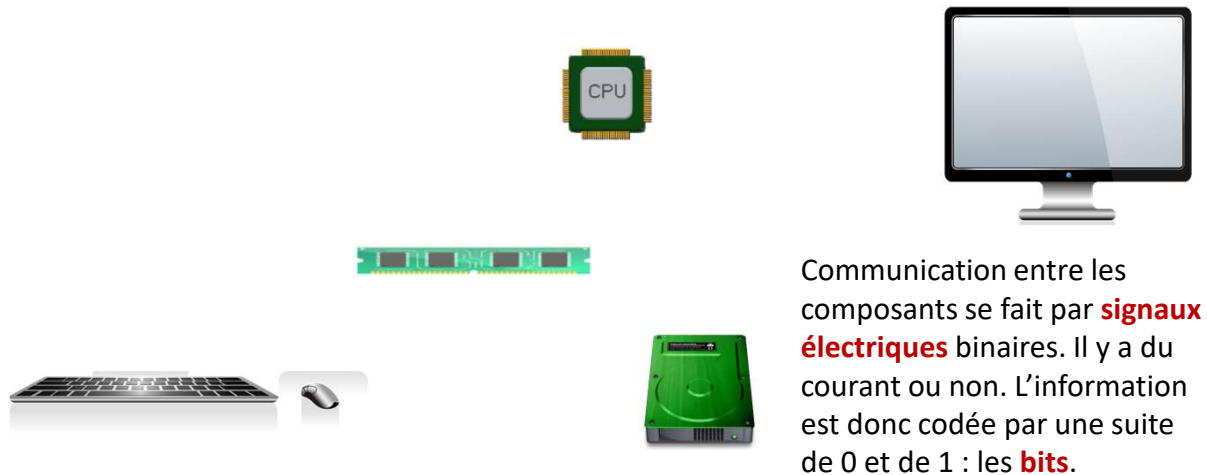 CPU
Communication entre les
composants se fait par signaux
électriques binaires. Il y a du
courant ou non. L’information
est donc codée par une suite
de 0 et de 1 : les bits.